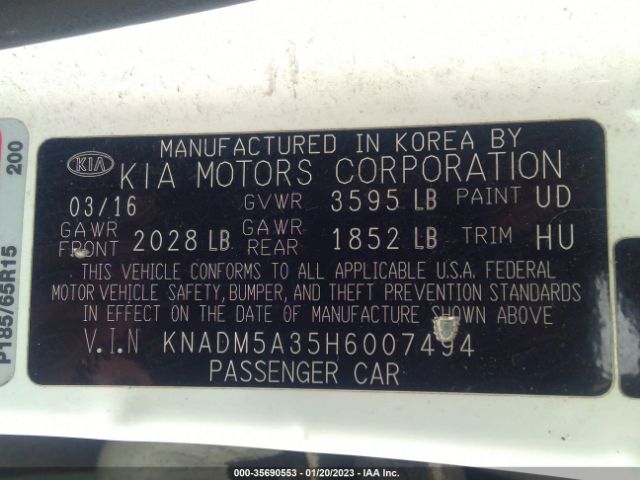 MANUFACTURED IN KOREA BY
KIA KIA MOTORS CORPORATION
03/16 GVWR 3595 LB PAINT UD
GAWR FRONT 2028 LB GAWR REAR 1852 LB TRIM HU
THIS VEHICLE CONFORMS TO ALL APPLICABLE U.S.A. FEDERAL
MOTOR VEHICLE SAFETY, BUMPER, AND THEFT PREVENTION STANDARDS
IN EFFECT ON THE DATE OF MANUFACTURE SHOWN ABOVE
V.I.N KNADM5A35H6007494
PASSENGER CAR
P185/65R15
200
000-35690553 — 01/20/2023 — IAA Inc.